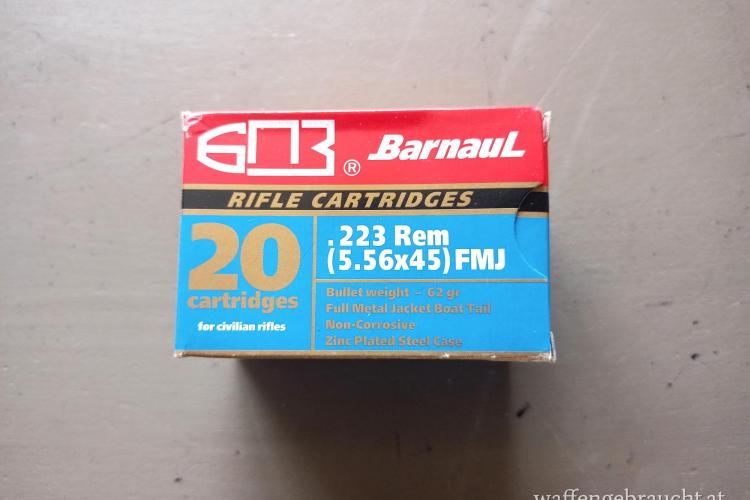 БПЗ ® BarnauL
RIFLE CARTRIDGES
20
cartridges
for civilian rifles
.223 Rem
(5.56x45) FMJ
Bullet weight - 62 gr
Full Metal Jacket Boat Tail
Non-Corrosive
Zinc Plated Steel Case
waffengebraucht.at